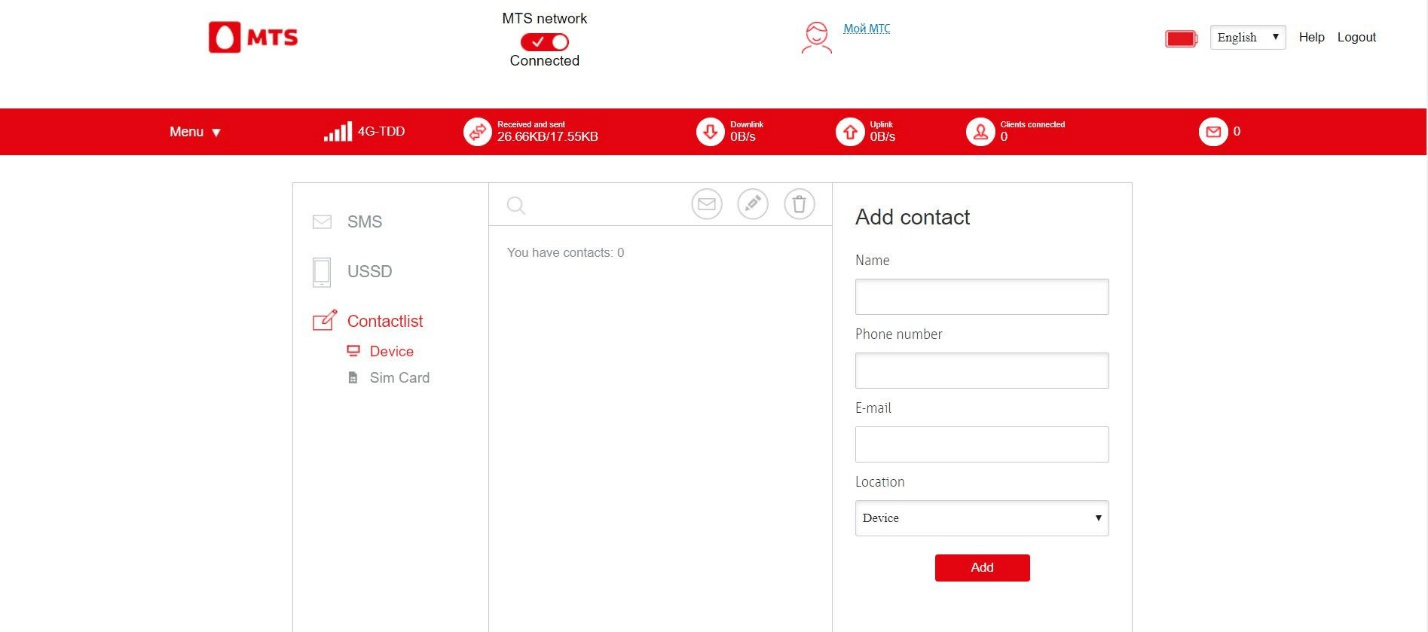 MTS
MTS network
Connected
Мой МТС
English
Help
Logout
Menu
4G-TDD
Received and sent
26.66KB/17.55KB
Downlink
0B/s
Uplink
0B/s
Clients connected
0
0
SMS
USSD
Contactlist
Device
Sim Card
You have contacts: 0
Add contact
Name
Phone number
E-mail
Location
Device
Add